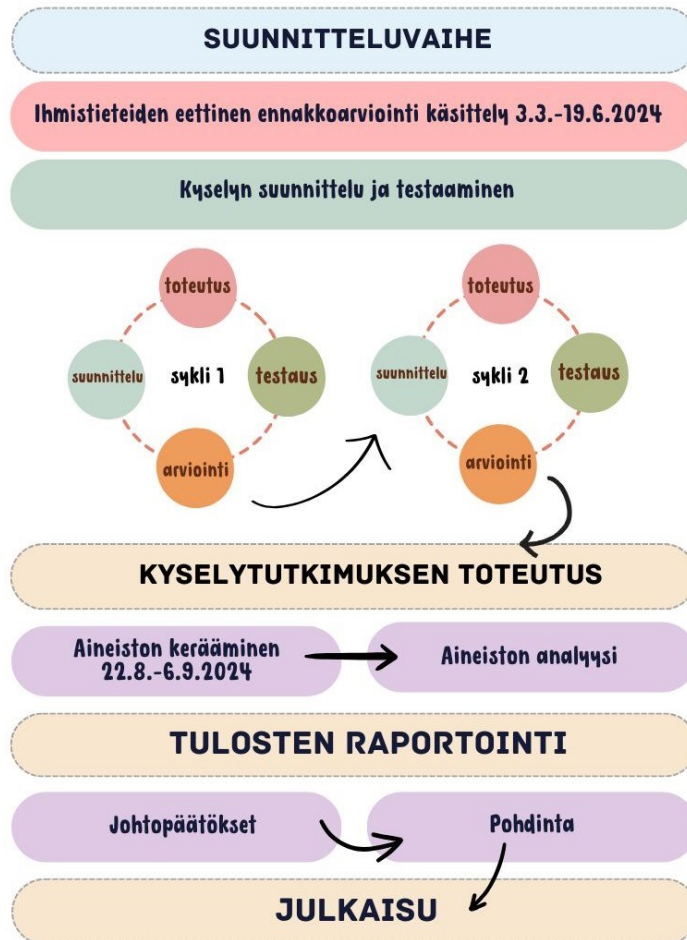 SUUNNITTELUVAIHE
Ihmistieteiden eettinen ennakkoarviointi käsittely 3.3.-19.6.2024
Kyselyn suunnittelu ja testaaminen
toteutus
suunnittelu
sykli 1
testaus
arviointi
toteutus
suunnittelu
sykli 2
testaus
arviointi
KYSELYTUTKIMUKSEN TOTEUTUS
Aineiston kerääminen
22.8.-6.9.2024
Aineiston analyysi
TULOSTEN RAPORTOINTI
Johtopäätökset
Pohdinta
JULKAISU